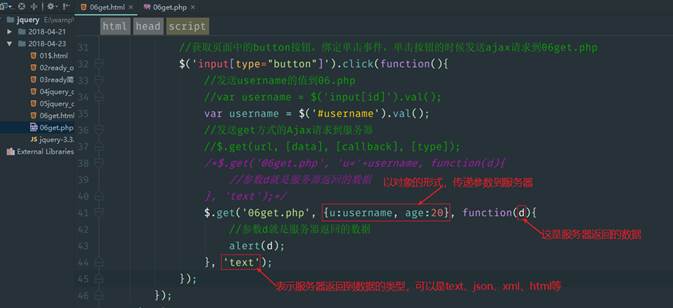 jquery E:\wamp\
2018-04-21
2018-04-23
01$.html
02ready_o
03ready简
04jquery_c
05jquery_c
06get.html
06get.php
jquery-3.3.
External Libraries
06get.html × 06get.php ×
html head script
31 //获取页面中的button按钮，绑定单击事件，单击按钮的时候发送ajax请求到06get.php
32 $('input[type="button"]').click(function(){
33 //发送username的值到06.php
34 //var username = $('input[id]').val();
35 var username = $('#username').val();
36 //发送get方式的Ajax请求到服务器
37 //$.get(url, [data], [callback], [type]);
38 /*$.get('06get.php', 'u='+username, function(d){
39 //参数d就是服务器返回的数据
40 }, 'text');*/
以对象的形式，传递参数到服务器
41 $.get('06get.php', {u:username, age:20}, function(d){
42 //参数d就是服务器返回的数据
这是服务器返回的数据
43 alert(d);
44 }, 'text');
45 });
表示服务器返回到数据的类型，可以是text、json、xml、html等
46 });